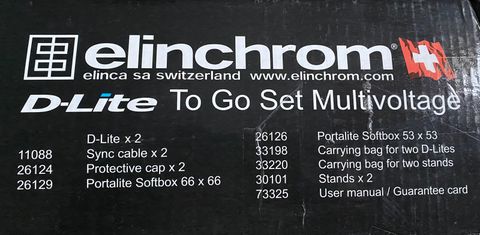 elinchrom®
elinca sa switzerland www.elinchrom.com
D-Lite To Go Set Multivoltage
D-Lite x 2
11088 Sync cable x 2
26124 Protective cap x 2
26129 Portalite Softbox 66 x 66
26126 Portalite Softbox 53 x 53
33198 Carrying bag for two D-Lites
33220 Carrying bag for two stands
30101 Stands x 2
73325 User manual / Guarantee card